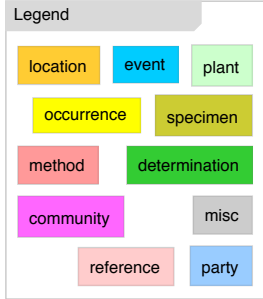 Legend
location event plant
occurrence specimen
method determination
community misc
reference party